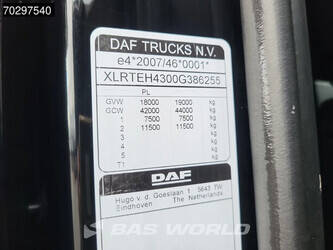 70297540
DAF TRUCKS N.V.
e4*2007/46*0001*
XLRTEH4300G386255
PL
GVW 18000 19000 kg
GCW 42000 44000 kg
1 7500 7500 kg
2 11500 11500 kg
3 kg
4 kg
5 kg
T1 kg
DAF
Hugo v. d. Goeslaan 1 5643 TW
Eindhoven The Netherlands
BAS WORLD